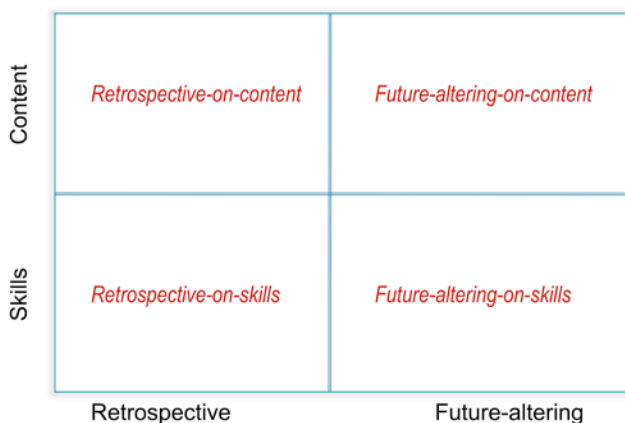 Content
Retrospective-on-content
Future-altering-on-content
Skills
Retrospective-on-skills
Future-altering-on-skills
Retrospective
Future-altering